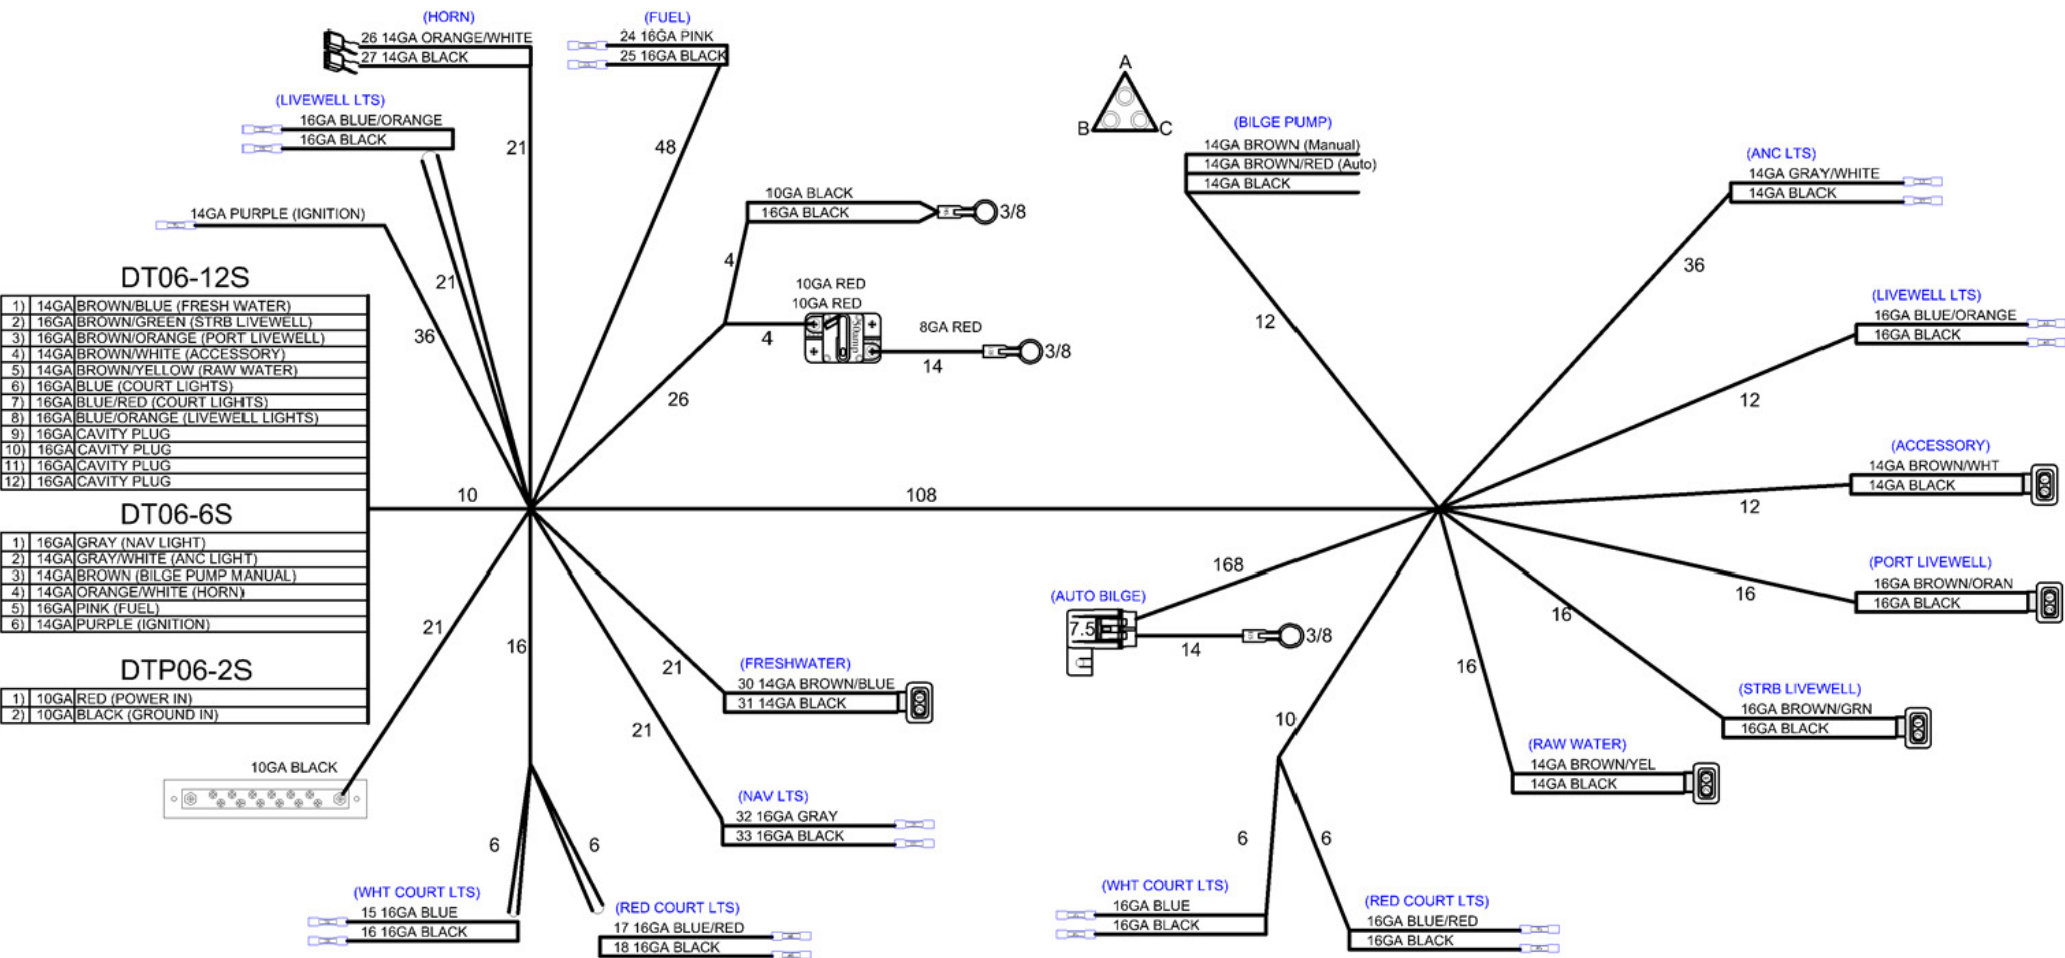 (HORN)
26 14GA ORANGE/WHITE
27 14GA BLACK
21
(FUEL)
24 16GA PINK
25 16GA BLACK
48
(LIVEWELL LTS)
16GA BLUE/ORANGE
16GA BLACK
21
14GA PURPLE (IGNITION)
36
10GA BLACK
16GA BLACK
3/8
4
10GA RED
10GA RED
4
8GA RED
14
3/8
26
DT06-12S
1) 14GA BROWN/BLUE (FRESH WATER)
2) 16GA BROWN/GREEN (STRB LIVEWELL)
3) 16GA BROWN/ORANGE (PORT LIVEWELL)
4) 14GA BROWN/WHITE (ACCESSORY)
5) 14GA BROWN/YELLOW (RAW WATER)
6) 16GA BLUE (COURT LIGHTS)
7) 16GA BLUE/RED (COURT LIGHTS)
8) 16GA BLUE/ORANGE (LIVEWELL LIGHTS)
9) 16GA CAVITY PLUG
10) 16GA CAVITY PLUG
11) 16GA CAVITY PLUG
12) 16GA CAVITY PLUG
DT06-6S
1) 16GA GRAY (NAV LIGHT)
2) 14GA GRAY/WHITE (ANC LIGHT)
3) 14GA BROWN (BILGE PUMP MANUAL)
4) 14GA ORANGE/WHITE (HORN)
5) 16GA PINK (FUEL)
6) 14GA PURPLE (IGNITION)
DTP06-2S
1) 10GA RED (POWER IN)
2) 10GA BLACK (GROUND IN)
10
108
21
10GA BLACK
16
6
6
(WHT COURT LTS)
15 16GA BLUE
16 16GA BLACK
(RED COURT LTS)
17 16GA BLUE/RED
18 16GA BLACK
21
(FRESHWATER)
30 14GA BROWN/BLUE
31 14GA BLACK
21
(NAV LTS)
32 16GA GRAY
33 16GA BLACK
A
B
C
(BILGE PUMP)
14GA BROWN (Manual)
14GA BROWN/RED (Auto)
14GA BLACK
12
(ANC LTS)
14GA GRAY/WHITE
14GA BLACK
36
(LIVEWELL LTS)
16GA BLUE/ORANGE
16GA BLACK
12
(ACCESSORY)
14GA BROWN/WHT
14GA BLACK
12
(PORT LIVEWELL)
16GA BROWN/ORAN
16GA BLACK
16
(STRB LIVEWELL)
16GA BROWN/GRN
16GA BLACK
16
(RAW WATER)
14GA BROWN/YEL
14GA BLACK
16
168
(AUTO BILGE)
7.5
14
3/8
10
6
6
(WHT COURT LTS)
16GA BLUE
16GA BLACK
(RED COURT LTS)
16GA BLUE/RED
16GA BLACK